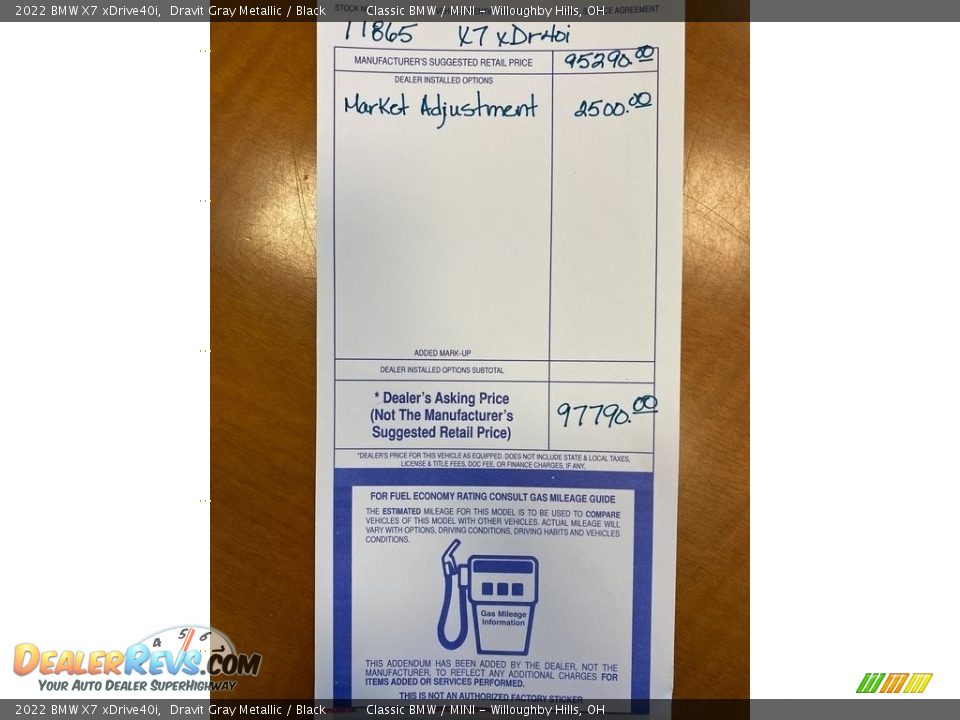 2022 BMW X7 xDrive40i, Dravit Gray Metallic / Black Classic BMW / MINI - Willoughby Hills, OH
STOCK AGREEMENT
X7 xDr40i
MANUFACTURER'S SUGGESTED RETAIL PRICE 95290.00
DEALER INSTALLED OPTIONS
Market Adjustment 2500.00
ADDED MARK-UP
DEALER INSTALLED OPTIONS SUBTOTAL
* Dealer's Asking Price
(Not The Manufacturer's
Suggested Retail Price)
97790.00
*DEALER'S PRICE FOR THIS VEHICLE AS EQUIPPED. DOES NOT INCLUDE STATE & LOCAL TAXES,
LICENSE & TITLE FEES, DOC FEE, OR FINANCE CHARGES, IF ANY.
FOR FUEL ECONOMY RATING CONSULT GAS MILEAGE GUIDE
THE ESTIMATED MILEAGE FOR THIS MODEL IS TO BE USED TO COMPARE
VEHICLES OF THIS MODEL WITH OTHER VEHICLES. ACTUAL MILEAGE WILL
VARY WITH OPTIONS, DRIVING CONDITIONS, DRIVING HABITS AND VEHICLES
CONDITIONS.
Gas Mileage
Information
THIS ADDENDUM HAS BEEN ADDED BY THE DEALER, NOT THE
MANUFACTURER, TO REFLECT ANY ADDITIONAL CHARGES FOR
ITEMS ADDED OR SERVICES PERFORMED.
THIS IS NOT AN AUTHORIZED FACTORY STICKER
4 5 6
DEALERREVS.COM
YOUR AUTO DEALER SUPERHIGHWAY
2022 BMW X7 xDrive40i, Dravit Gray Metallic / Black Classic BMW / MINI - Willoughby Hills, OH